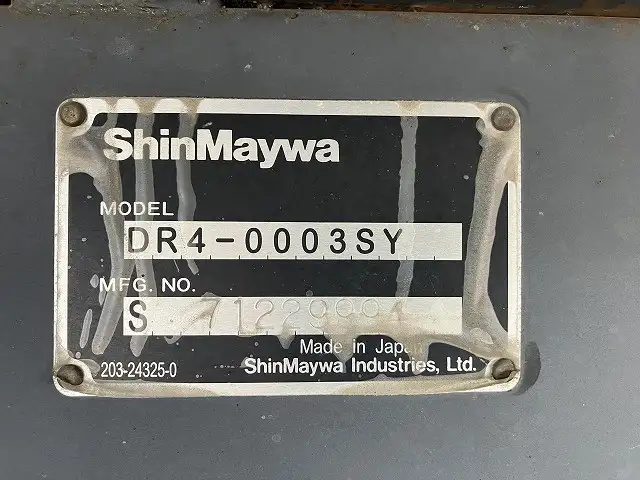 ShinMaywa
MODEL
DR4-0003SY
MFG. NO.
S
Made in Japan
203-24325-0
ShinMaywa Industries, Ltd.